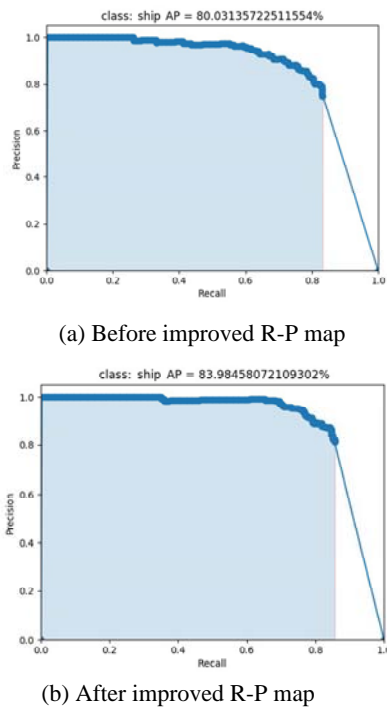 class: ship AP = 80.03135722511554%
1.0
0.8
0.6
0.4
0.2
0.0
Precision
0.0 0.2 0.4 0.6 0.8 1.0
Recall
(a) Before improved R-P map
class: ship AP = 83.98458072109302%
1.0
0.8
0.6
0.4
0.2
0.0
Precision
0.0 0.2 0.4 0.6 0.8 1.0
Recall
(b) After improved R-P map